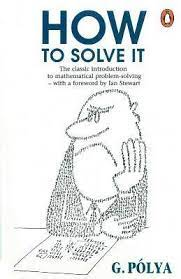 HOW
TO SOLVE IT
The classic introduction
to mathematical problem-solving
– with a foreword by Ian Stewart
G. PÓLYA